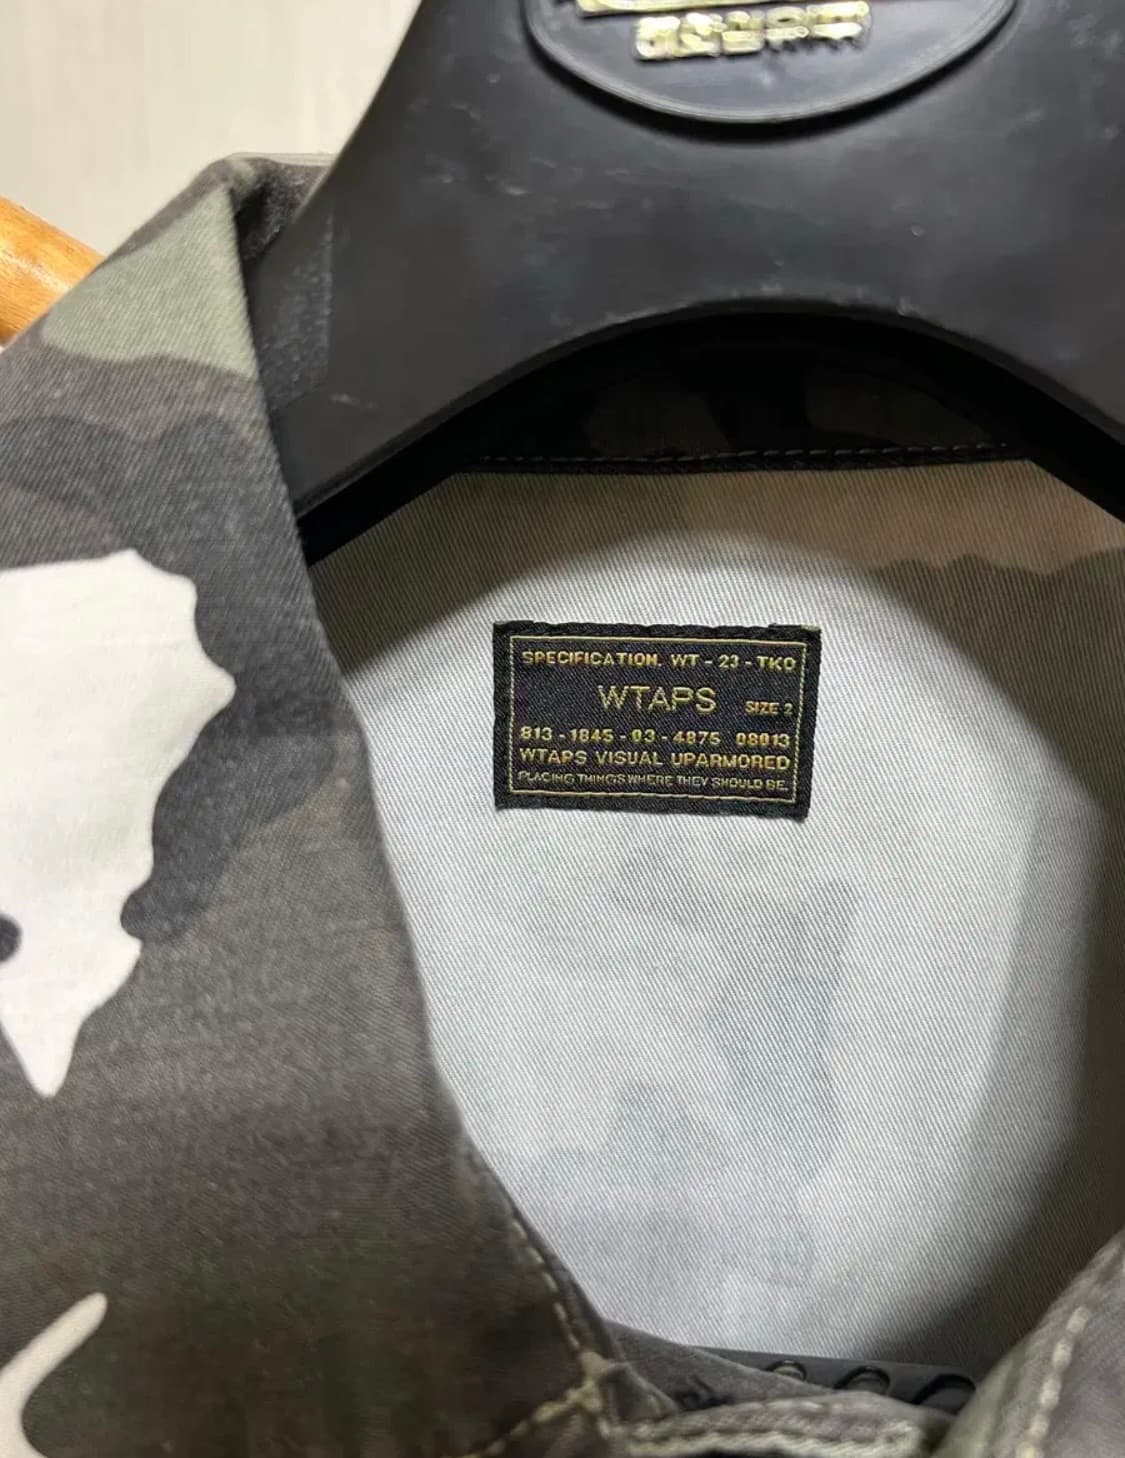 SPECIFICATION. WT - 23 - TKO
WTAPS SIZE 2
813 - 1845 - 03 - 4875 08013
WTAPS VISUAL UPARMORED
PLACING THINGS WHERE THEY SHOULD BE.